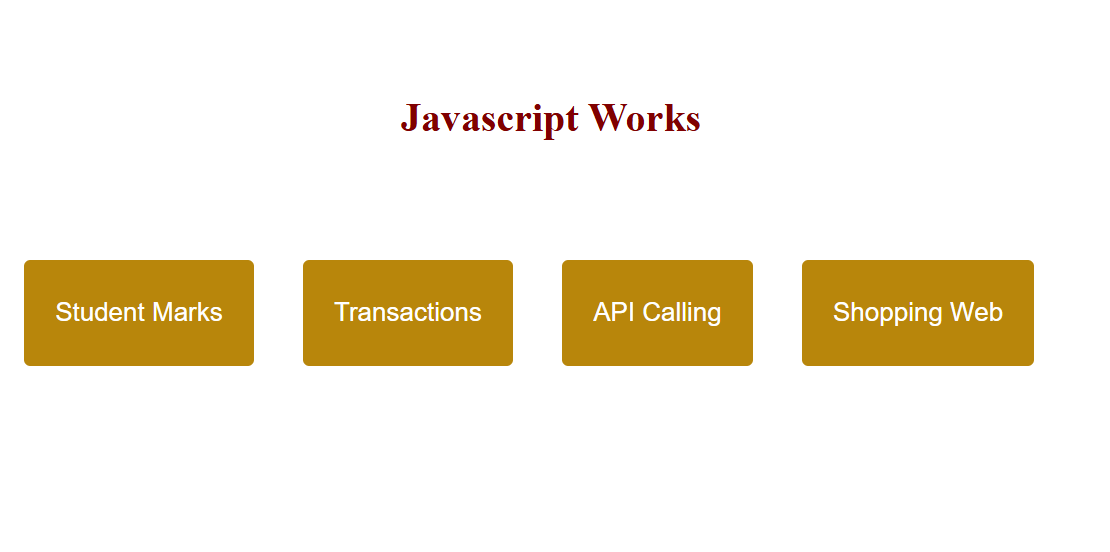 Javascript Works
Student Marks
Transactions
API Calling
Shopping Web